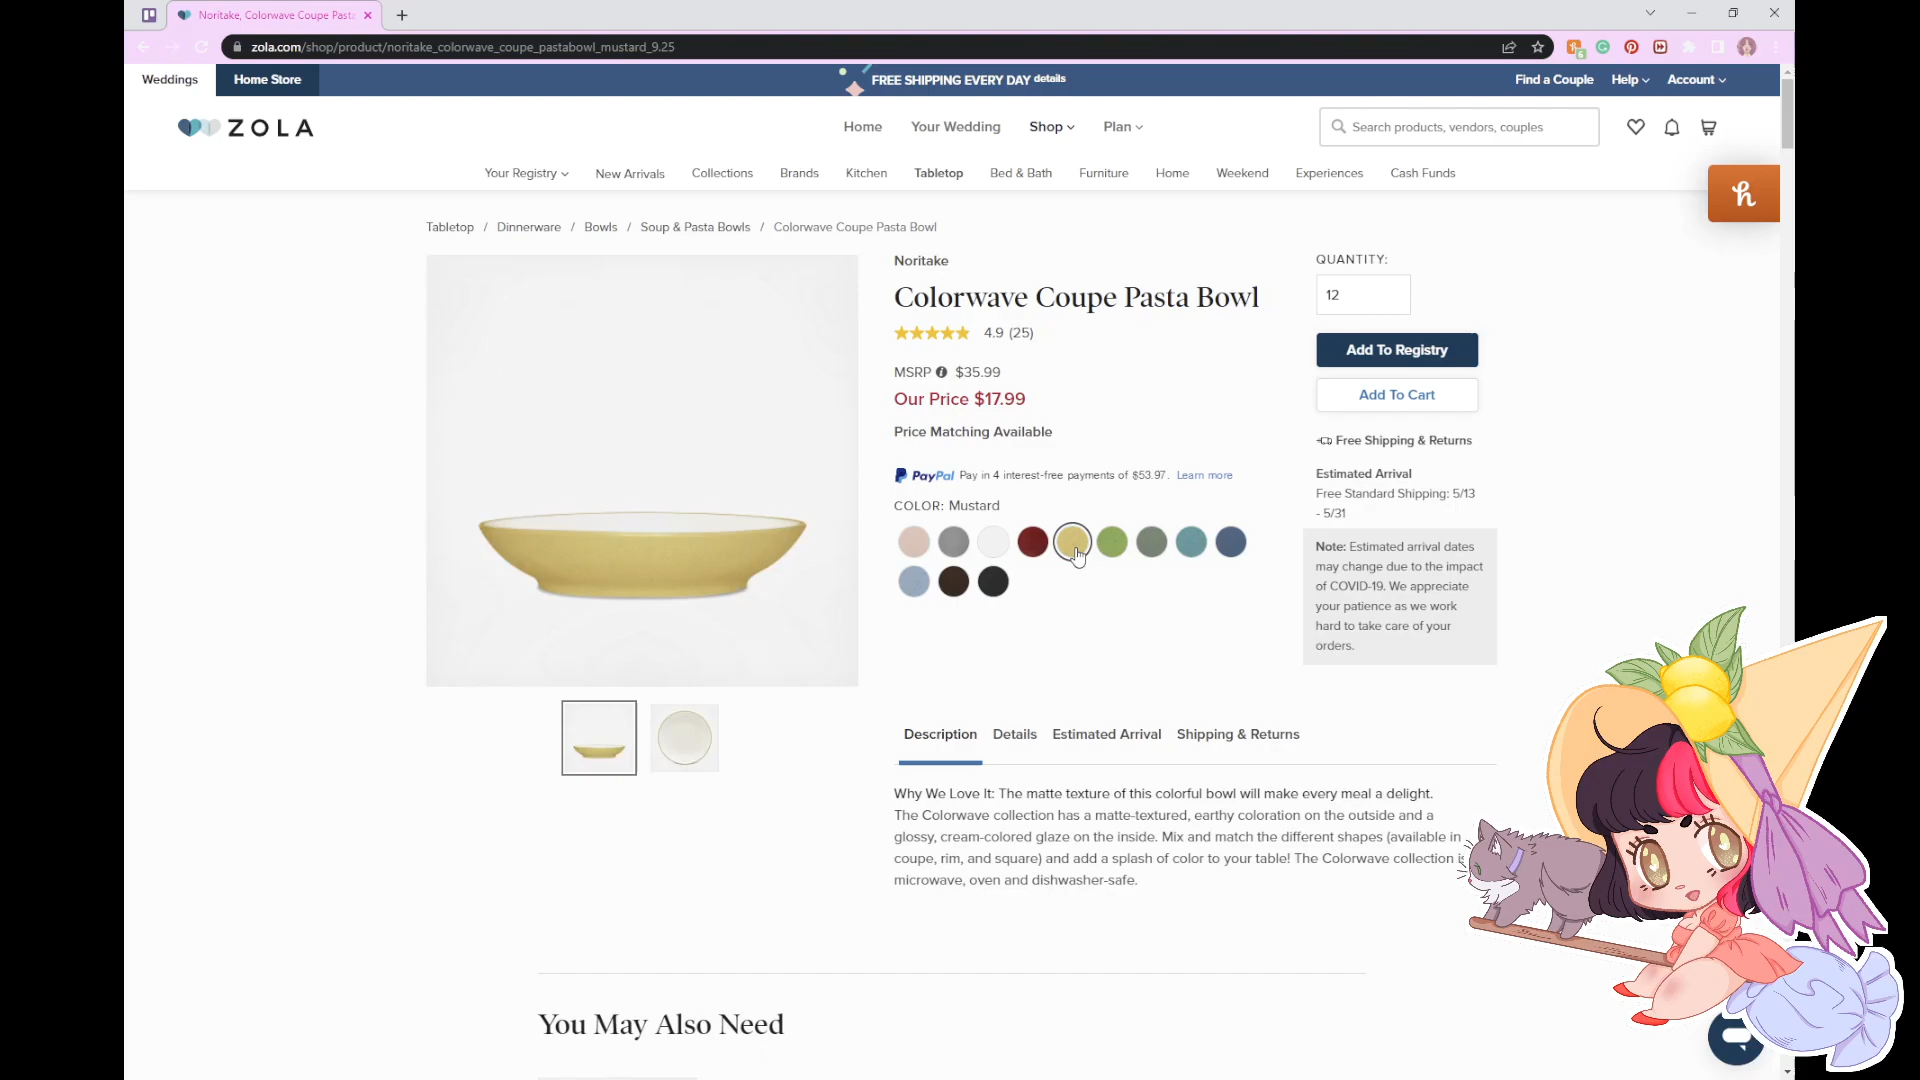 Noritake, Colorwave Coupe Pasta
zola.com/shop/product/noritake_colorwave_coupe_pastabowl_mustard_9.25
6
Weddings
Home Store
FREE SHIPPING EVERY DAY details
Find a Couple
Help
Account
ZOLA
Home
Your Wedding
Shop
Plan
Search products, vendors, couples
Your Registry
New Arrivals
Collections
Brands
Kitchen
Tabletop
Bed & Bath
Furniture
Home
Weekend
Experiences
Cash Funds
h
Tabletop / Dinnerware / Bowls / Soup & Pasta Bowls / Colorwave Coupe Pasta Bowl
Noritake
Colorwave Coupe Pasta Bowl
4.9 (25)
MSRP $35.99
Our Price $17.99
Price Matching Available
PayPal Pay in 4 interest-free payments of $53.97. Learn more
COLOR: Mustard
QUANTITY:
12
Add To Registry
Add To Cart
Free Shipping & Returns
Estimated Arrival
Free Standard Shipping: 5/13
- 5/31
Note: Estimated arrival dates
may change due to the impact
of COVID-19. We appreciate
your patience as we work
hard to take care of your
orders.
Description
Details
Estimated Arrival
Shipping & Returns
Why We Love It: The matte texture of this colorful bowl will make every meal a delight.
The Colorwave collection has a matte-textured, earthy coloration on the outside and a
glossy, cream-colored glaze on the inside. Mix and match the different shapes (available in
coupe, rim, and square) and add a splash of color to your table! The Colorwave collection
microwave, oven and dishwasher-safe.
You May Also Need